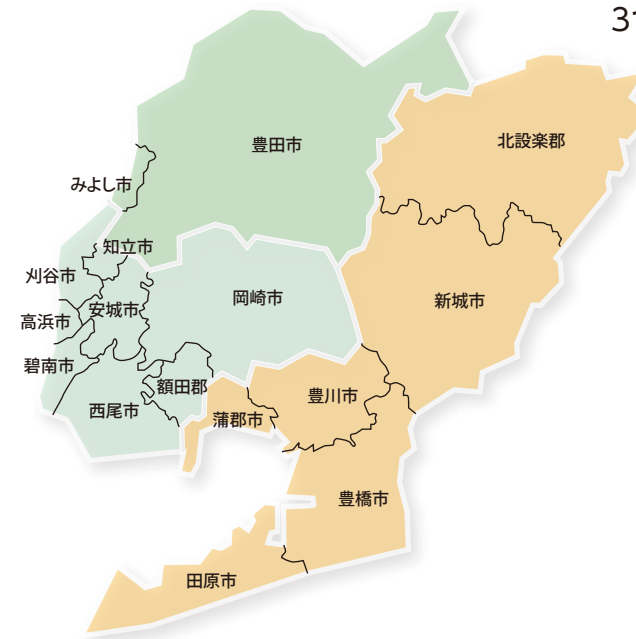 3
豊田市
北設楽郡
みよし市
知立市
刈谷市
安城市
岡崎市
新城市
高浜市
碧南市
額田郡
豊川市
西尾市
蒲郡市
豊橋市
田原市